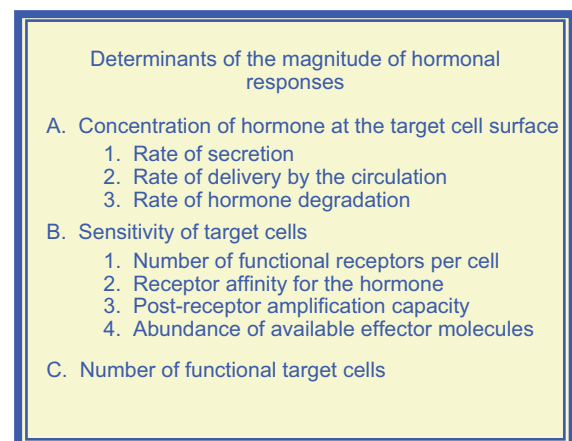 Determinants of the magnitude of hormonal
responses
A. Concentration of hormone at the target cell surface
1. Rate of secretion
2. Rate of delivery by the circulation
3. Rate of hormone degradation
B. Sensitivity of target cells
1. Number of functional receptors per cell
2. Receptor affinity for the hormone
3. Post-receptor amplification capacity
4. Abundance of available effector molecules
C. Number of functional target cells